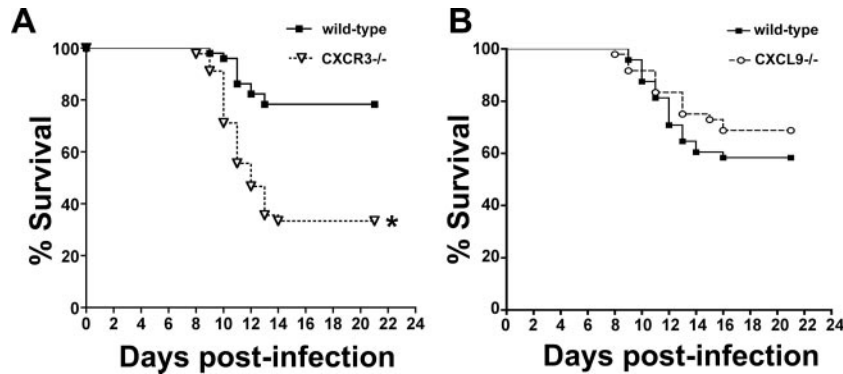 A
wild-type
CXCR3-/-
% Survival
100
80
60
40
20
0
*
0 2 4 6 8 10 12 14 16 18 20 22 24
Days post-infection
B
wild-type
CXCL9-/-
% Survival
100
80
60
40
20
0
0 2 4 6 8 10 12 14 16 18 20 22 24
Days post-infection